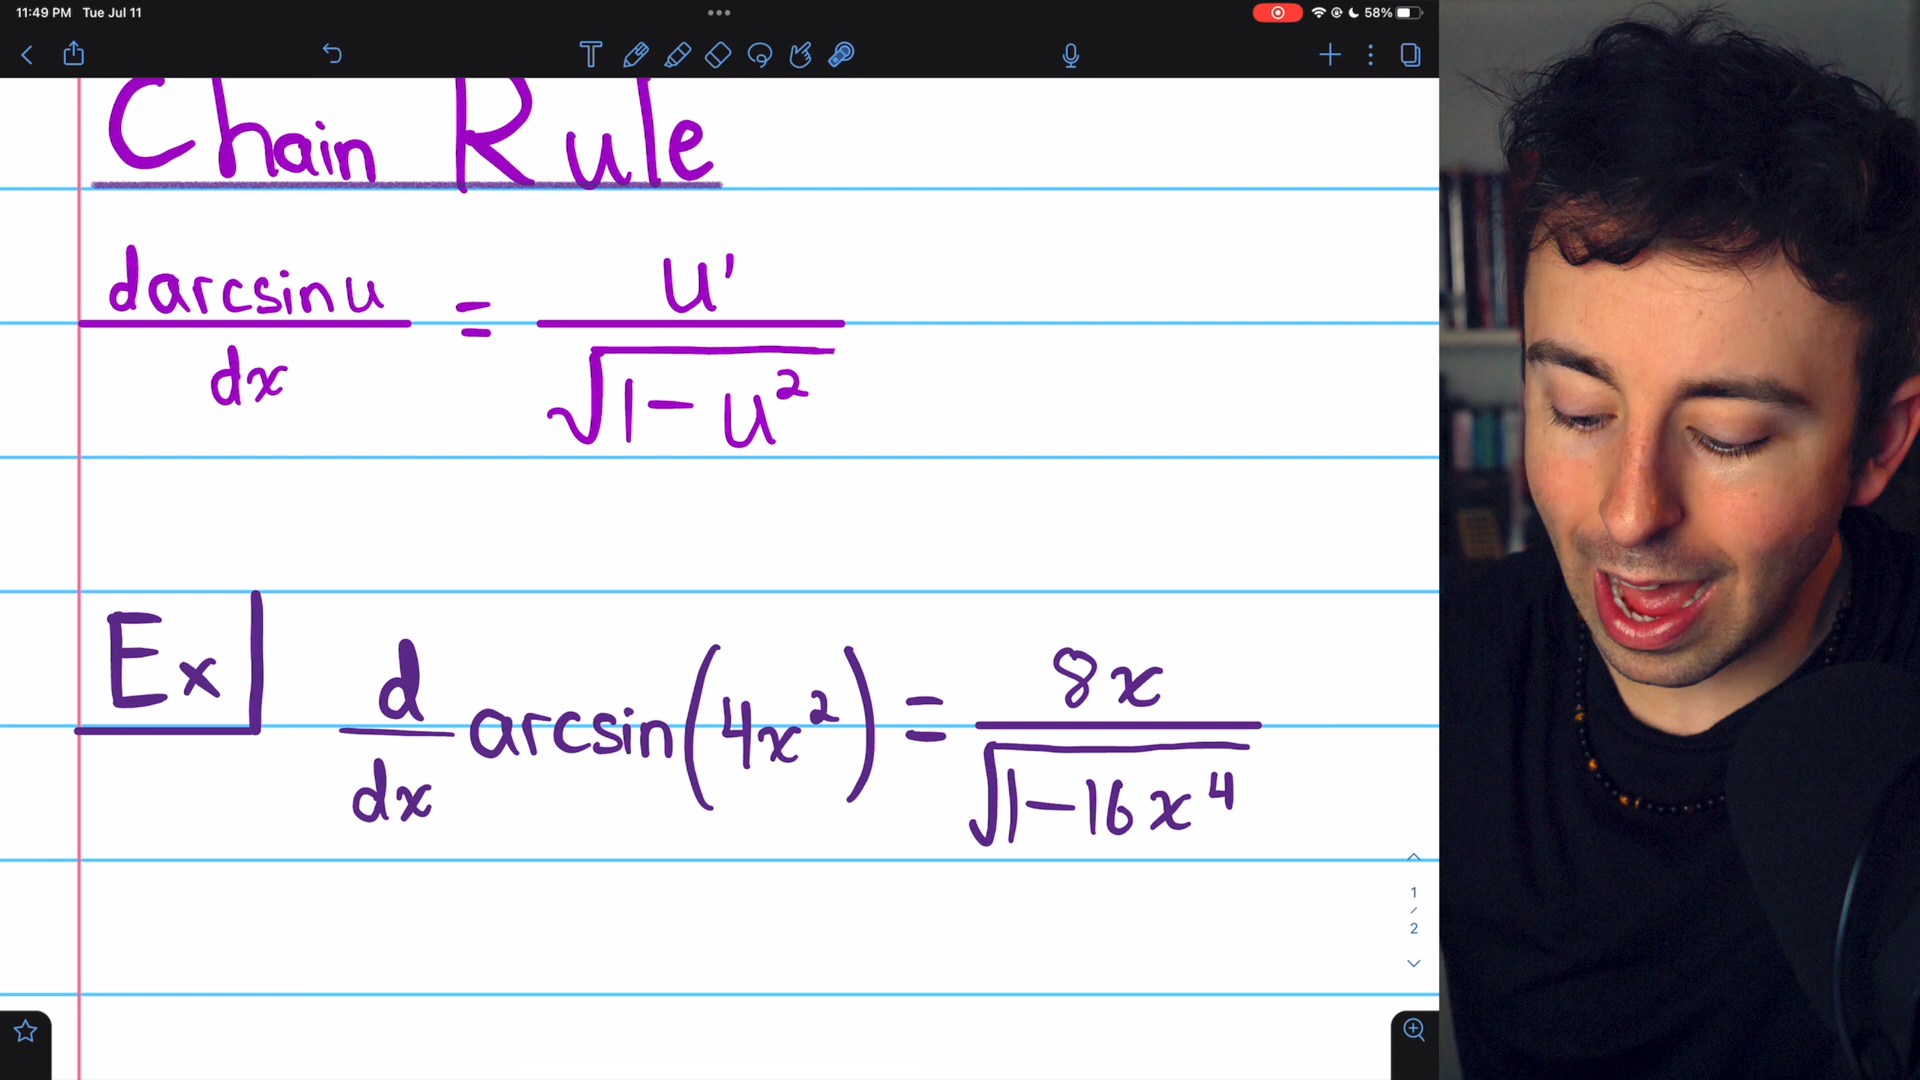 11:49 PM Tue Jul 11
58%
Chain Rule
darcsinu / dx = u' / √(1 - u²)
Ex d/dx arcsin(4x²) = 8x / √(1 - 16x⁴)
1
/
2